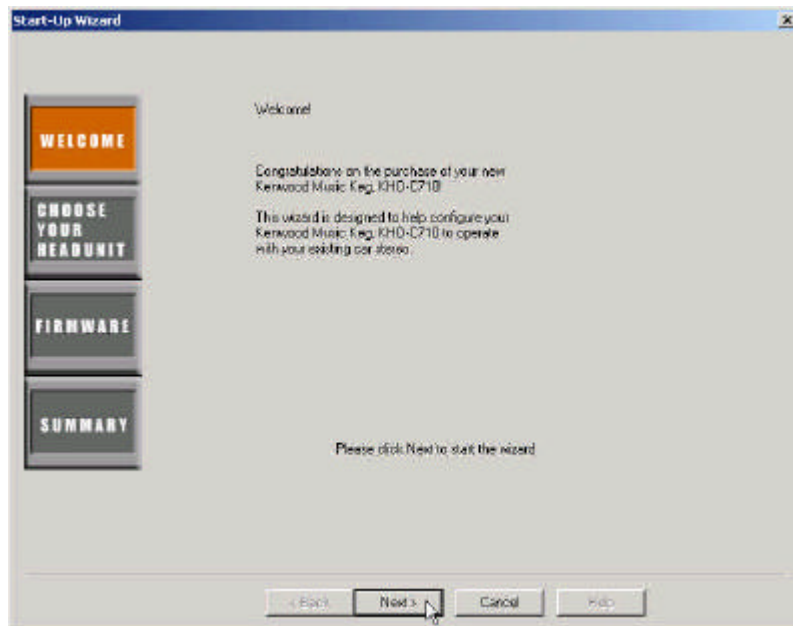 Start-Up Wizard
WELCOME
CHOOSE
YOUR
HEADUNIT
FIRMWARE
SUMMARY
Welcome!
Congratulations on the purchase of your new
Kenwood Music Keg, KHD-C710!
This wizard is designed to help configure your
Kenwood Music Keg, KHD-C710 to operate
with your existing car stereo.
Please click Next to start the wizard
< Back
Next >
Cancel
Help